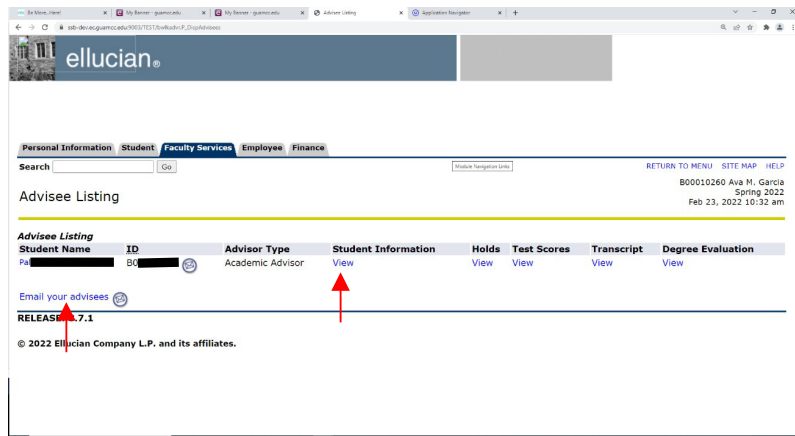 Be More...Here!
My Banner - guamcc.edu
My Banner - guamcc.edu
Advisee Listing
Application Navigator
ssb-dev.ec.guamcc.edu:9003/TEST/bwlkadvr.P_DispAdvisees
ellucian®
Personal Information Student Faculty Services Employee Finance
Search Go Module Navigation Links RETURN TO MENU SITE MAP HELP
B00010260 Ava M. Garcia
Spring 2022
Feb 23, 2022 10:32 am
Advisee Listing
Advisee Listing
Student Name ID Advisor Type Student Information Holds Test Scores Transcript Degree Evaluation
B0 Academic Advisor View View View View View
Email your advisees
RELEASE .7.1
© 2022 Ellucian Company L.P. and its affiliates.